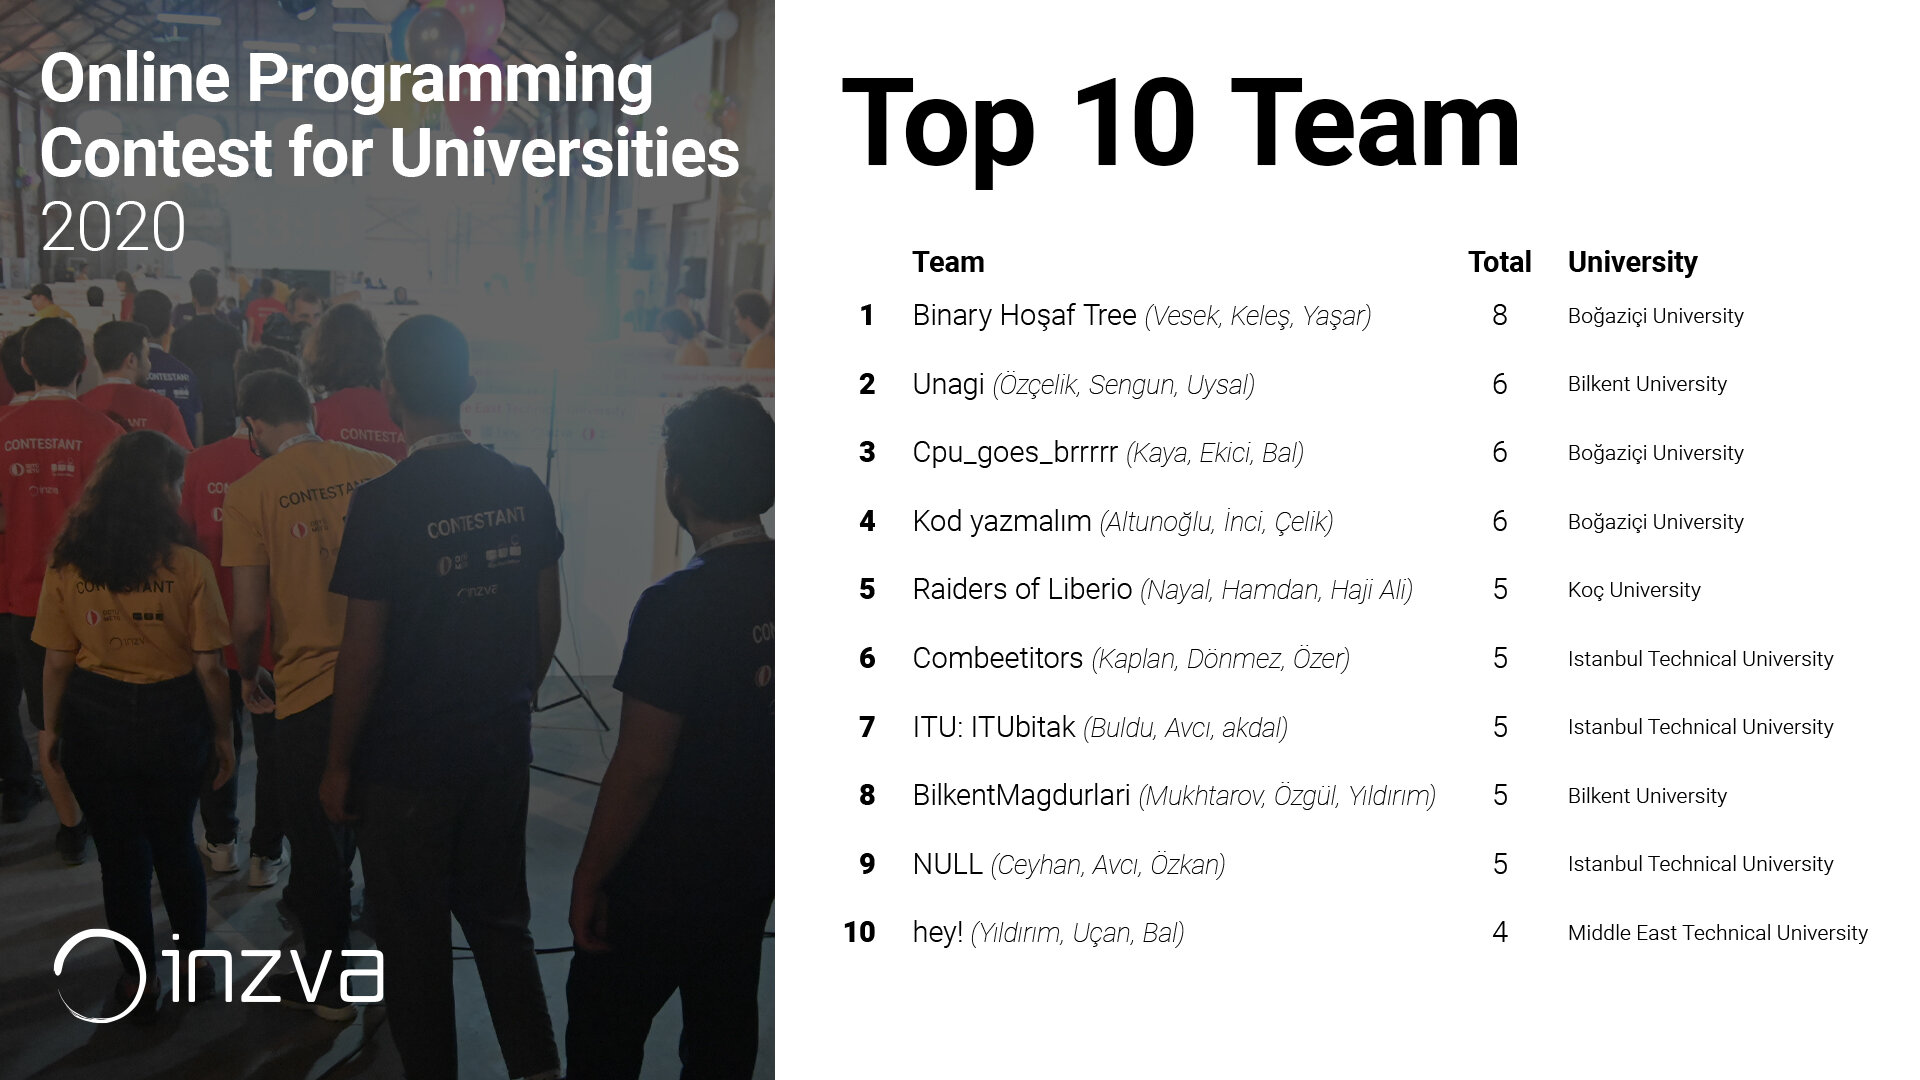 Online Programming
Contest for Universities
2020
CONTESTANT
CONTESTANT
CONTESTANT
CONTESTANT
inzva
inzva
Top 10 Team
Team Total University
1 Binary Hoşaf Tree (Vesek, Keleş, Yaşar) 8 Boğaziçi University
2 Unagi (Özçelik, Sengun, Uysal) 6 Bilkent University
3 Cpu_goes_brrrrr (Kaya, Ekici, Bal) 6 Boğaziçi University
4 Kod yazmalım (Altunoğlu, İnci, Çelik) 6 Boğaziçi University
5 Raiders of Liberio (Nayal, Hamdan, Haji Ali) 5 Koç University
6 Combeetitors (Kaplan, Dönmez, Özer) 5 Istanbul Technical University
7 ITU: ITUbitak (Buldu, Avcı, akdal) 5 Istanbul Technical University
8 BilkentMagdurlari (Mukhtarov, Özgül, Yıldırım) 5 Bilkent University
9 NULL (Ceyhan, Avcı, Özkan) 5 Istanbul Technical University
10 hey! (Yıldırım, Uçan, Bal) 4 Middle East Technical University